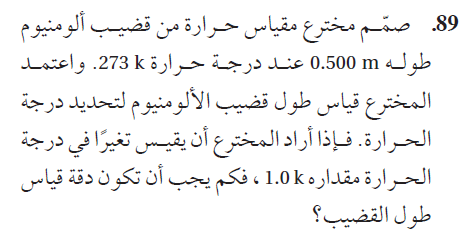 89. صمّم مخترع مقياس حرارة من قضيب ألومنيوم
طوله 0.500 m عند درجة حرارة 273 k. واعتمد
المخترع قياس طول قضيب الألومنيوم لتحديد درجة
الحرارة. فإذا أراد المخترع أن يقيس تغيرًا في درجة
الحرارة مقداره 1.0 k ، فكم يجب أن تكون دقة قياس
طول القضيب؟